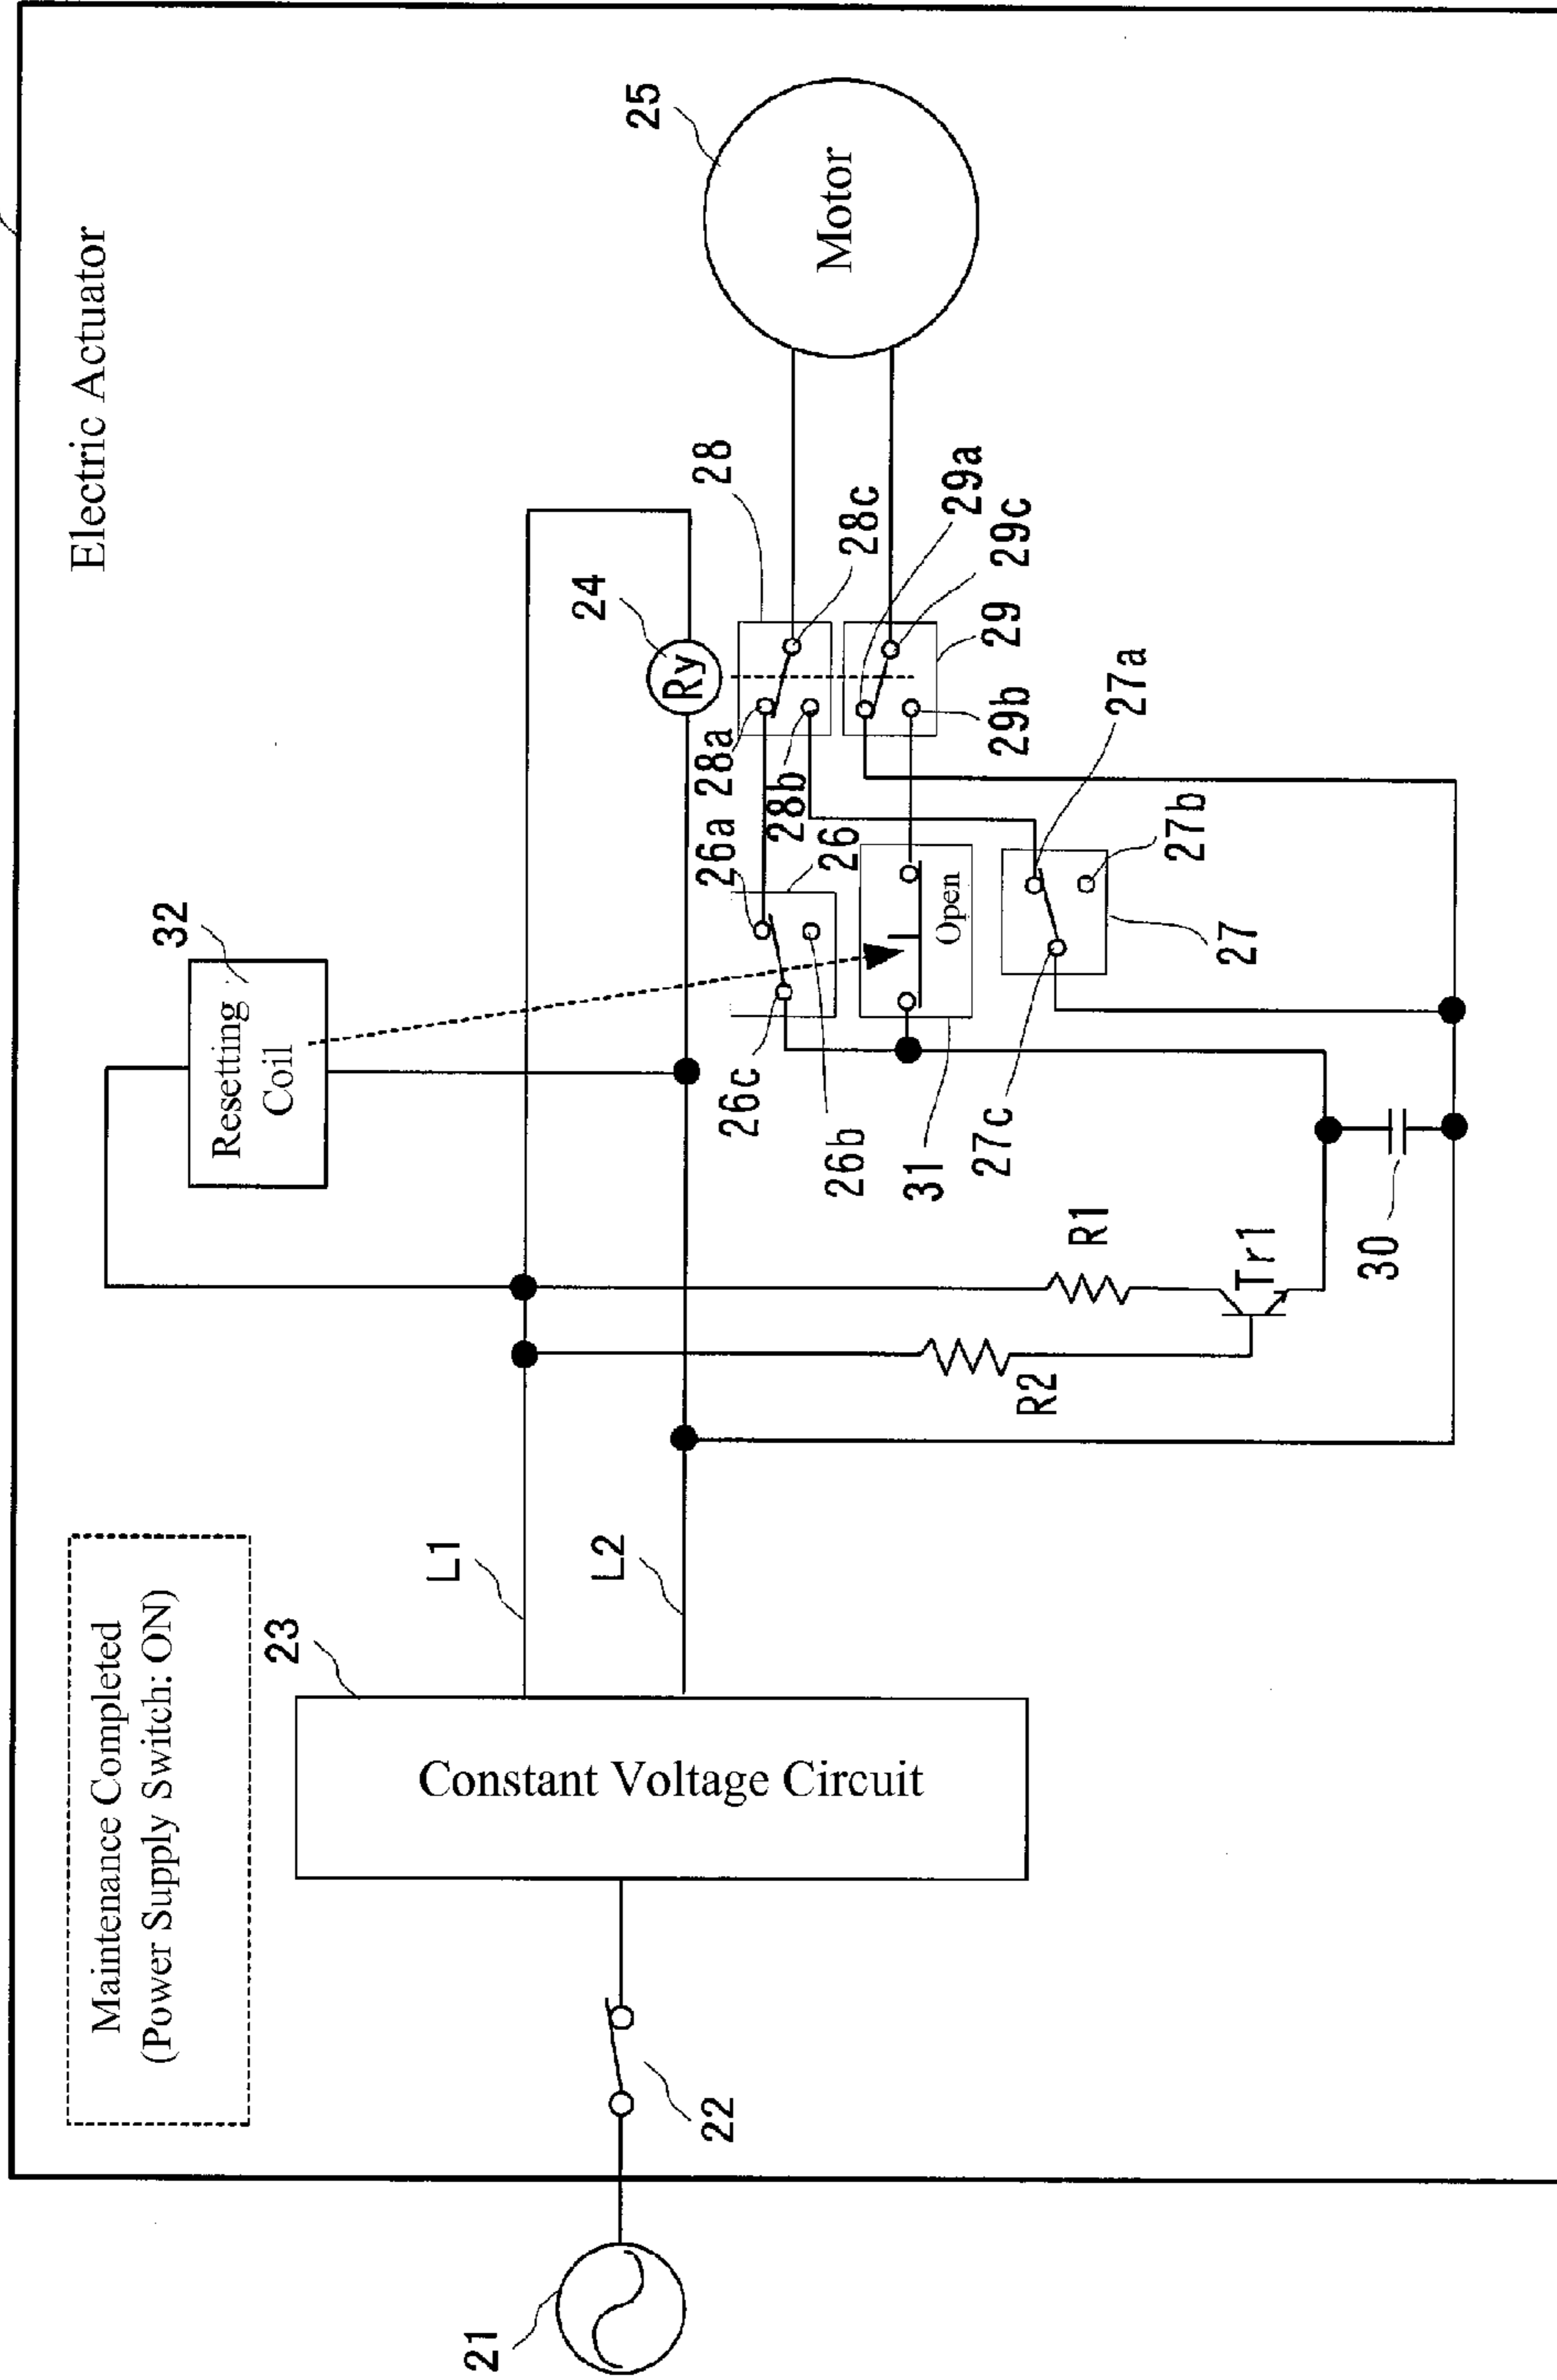 Electric Actuator
Maintenance Completed
(Power Supply Switch: ON)
21
22
23
Constant Voltage Circuit
L1
L2
32
Resetting
Coil
24
Ry
25
Motor
28
28a
28b
28c
29a
29c
29
29b
26a
26
26c
26b
31
Open
27a
27b
27
27c
R1
R2
Tr1
30